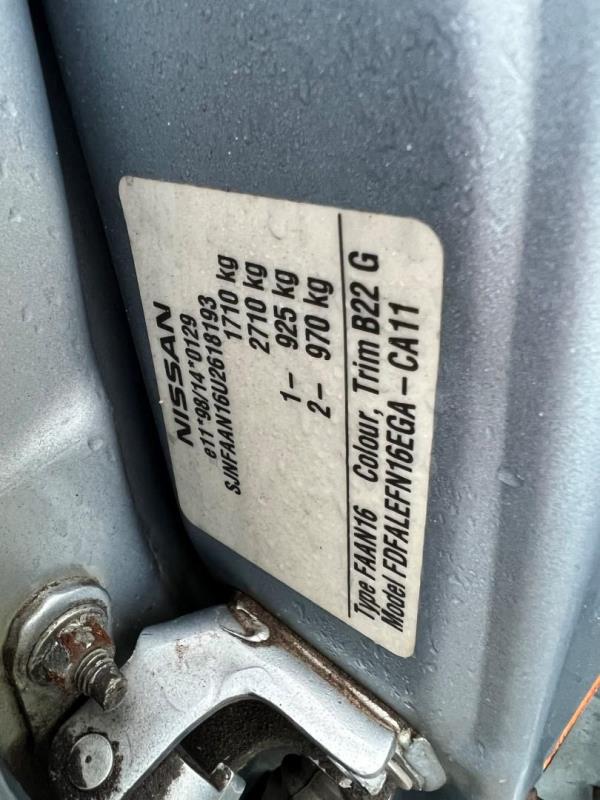 NISSAN
e11*98/14*0129
SJNFAAN16U2618193
1710 kg
2710 kg
1- 925 kg
2- 970 kg
Type FAAN16 Colour, Trim B22 G
Model FDFALEFN16EGA - CA11